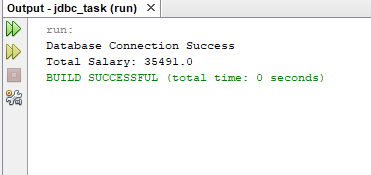 Output - jdbc_task (run) ×
run:
Database Connection Success
Total Salary: 35491.0
BUILD SUCCESSFUL (total time: 0 seconds)